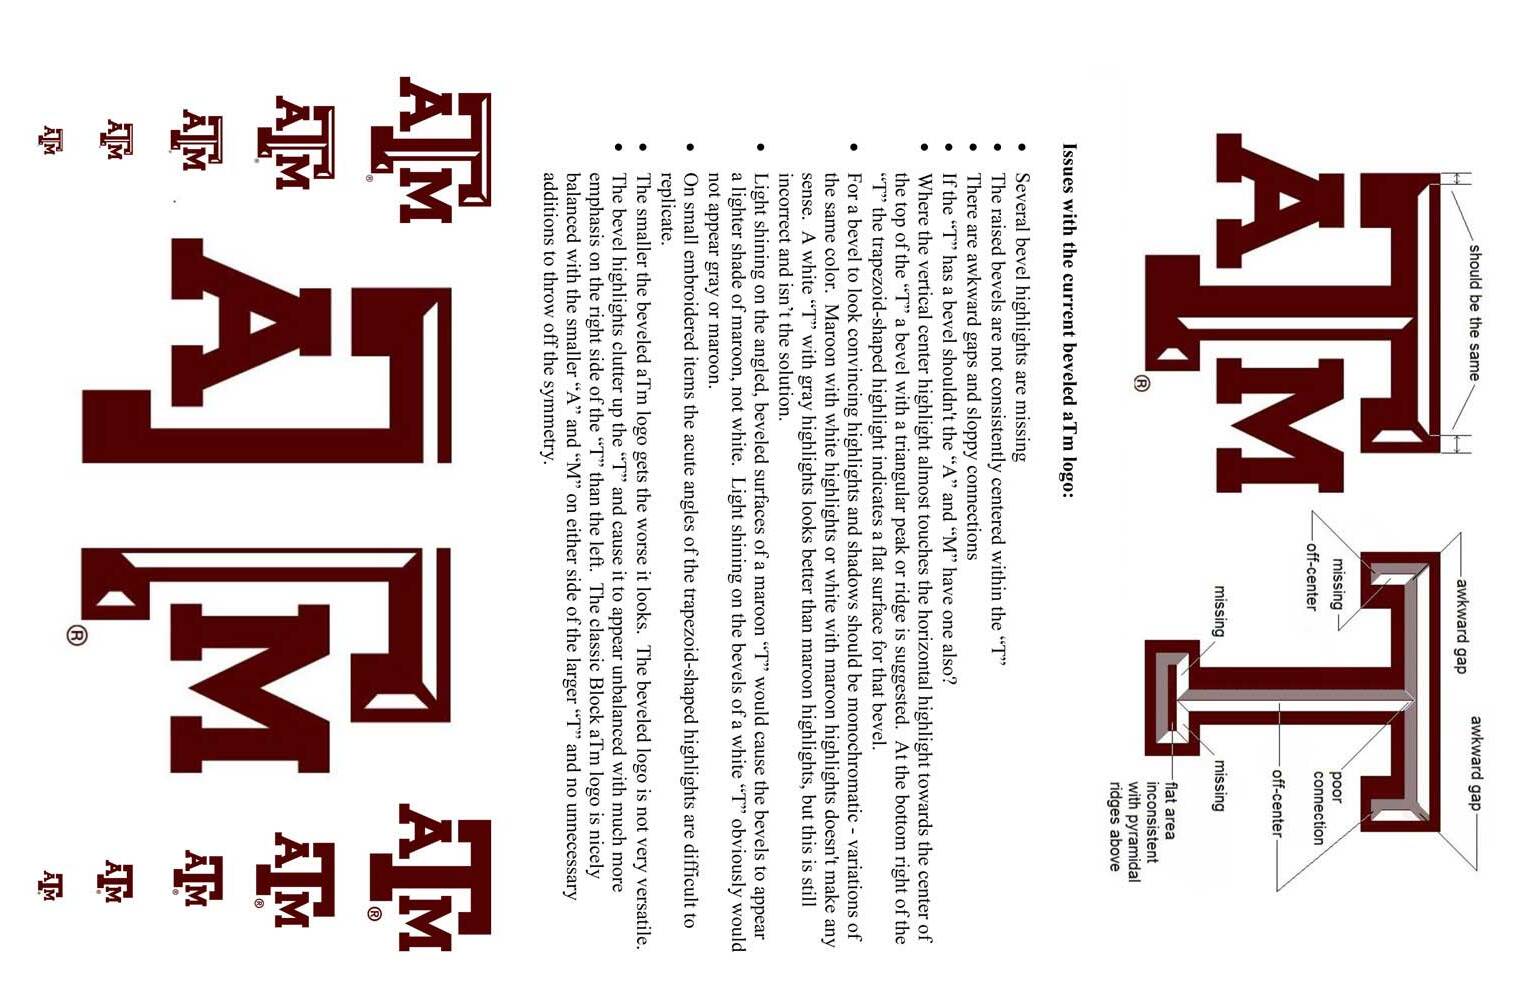 should be the same
awkward gap
awkward gap
ATM
®
missing
off-center
poor
connection
missing
missing
off-center
flat area
inconsistent
with pyramidal
ridges above
Issues with the current beveled aTm logo:
• Several bevel highlights are missing
• The raised bevels are not consistently centered within the “T”
• There are awkward gaps and sloppy connections
• If the “T” has a bevel shouldn't the “A” and “M” have one also?
• Where the vertical center highlight almost touches the horizontal highlight towards the center of
the top of the “T” a bevel with a triangular peak or ridge is suggested. At the bottom right of the
“T” the trapezoid-shaped highlight indicates a flat surface for that bevel.
• For a bevel to look convincing highlights and shadows should be monochromatic - variations of
the same color. Maroon with white highlights or white with maroon highlights doesn't make any
sense. A white “T” with gray highlights looks better than maroon highlights, but this is still
incorrect and isn't the solution.
• Light shining on the angled, beveled surfaces of a maroon “T” would cause the bevels to appear
a lighter shade of maroon, not white. Light shining on the bevels of a white “T” obviously would
not appear gray or maroon.
• On small embroidered items the acute angles of the trapezoid-shaped highlights are difficult to
replicate.
• The smaller the beveled aTm logo gets the worse it looks. The beveled logo is not very versatile.
• The bevel highlights clutter up the “T” and cause it to appear unbalanced with much more
emphasis on the right side of the “T” than the left. The classic Block aTm logo is nicely
balanced with the smaller “A” and “M” on either side of the larger “T” and no unnecessary
additions to throw off the symmetry.
ATM ®
ATM ®
ATM
ATM
ATM
A M ®
ATM ®
ATM ®
ATM ®
ATM
ATM